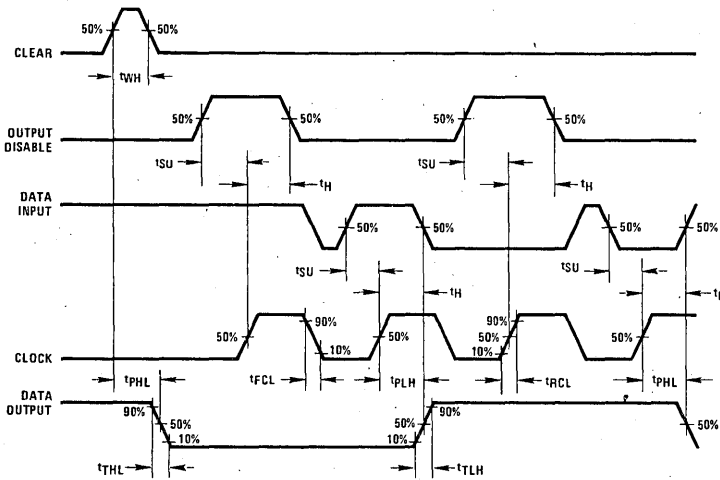 50% 50%
CLEAR
tWH
50% 50% 50% 50%
OUTPUT
DISABLE
tSU tH tSU tH
DATA
INPUT
50% 50% 50% 50%
tSU tH tSU
50% 90% 50% 90% 50%
50%
10% 10%
CLOCK
tPHL tFCL tPLH tRCL tPHL
DATA
OUTPUT
90% 90%
50% 50% 50%
10% 10%
tTHL tTLH